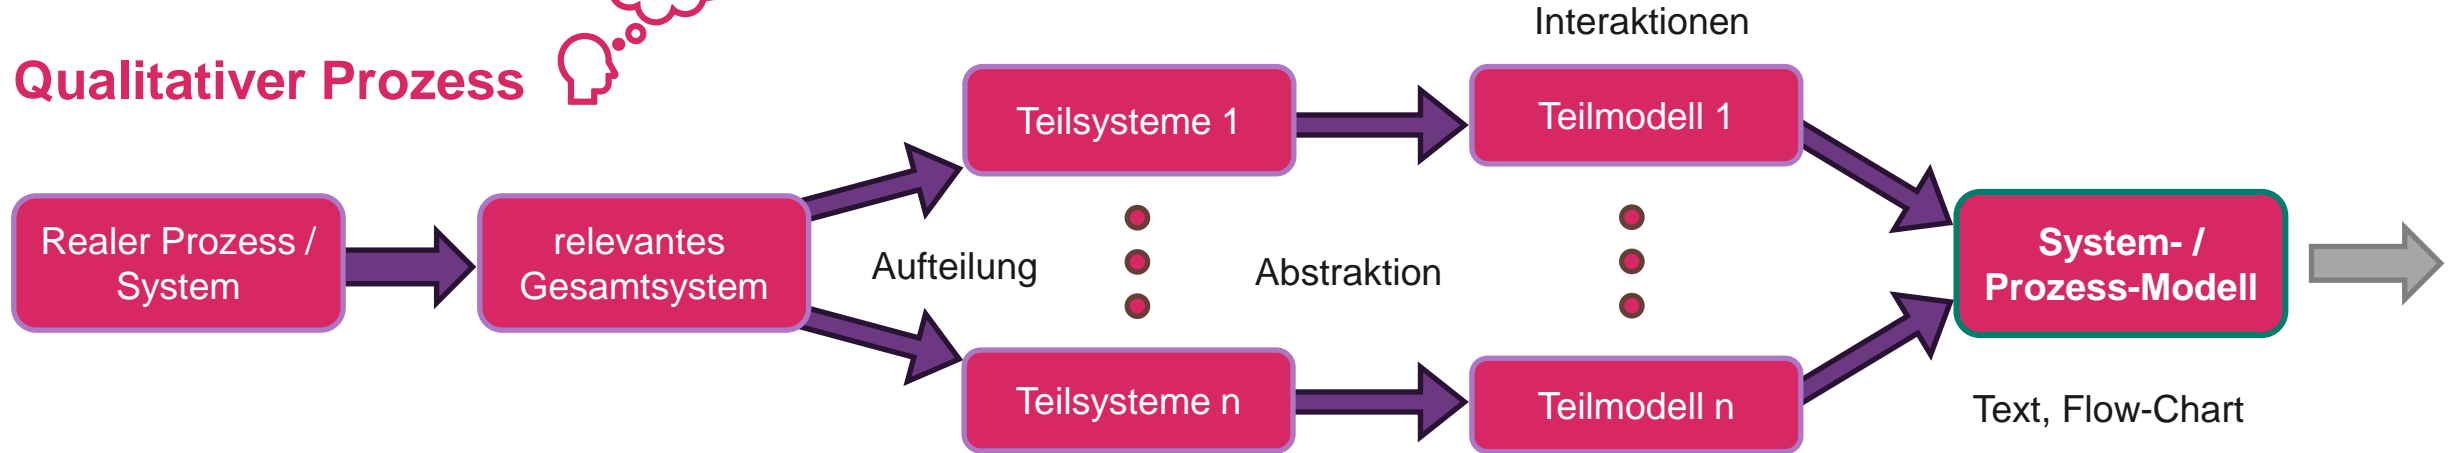 Interaktionen
Qualitativer Prozess
Teilsysteme 1
Teilmodell 1
Realer Prozess /
System
relevantes
Gesamtsystem
Aufteilung
Abstraktion
System- /
Prozess-Modell
Teilsysteme n
Teilmodell n
Text, Flow-Chart